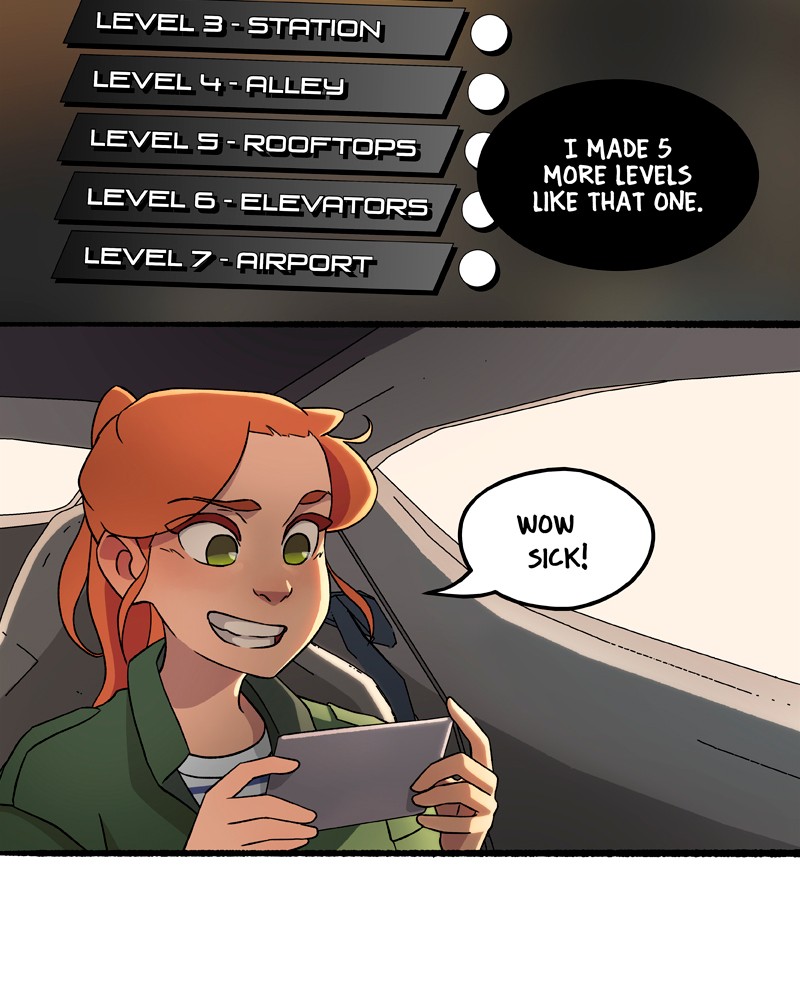 LEVEL 3 - STATION
LEVEL 4 - ALLEY
LEVEL 5 - ROOFTOPS
LEVEL 6 - ELEVATORS
LEVEL 7 - AIRPORT
I MADE 5
MORE LEVELS
LIKE THAT ONE.
WOW
SICK!